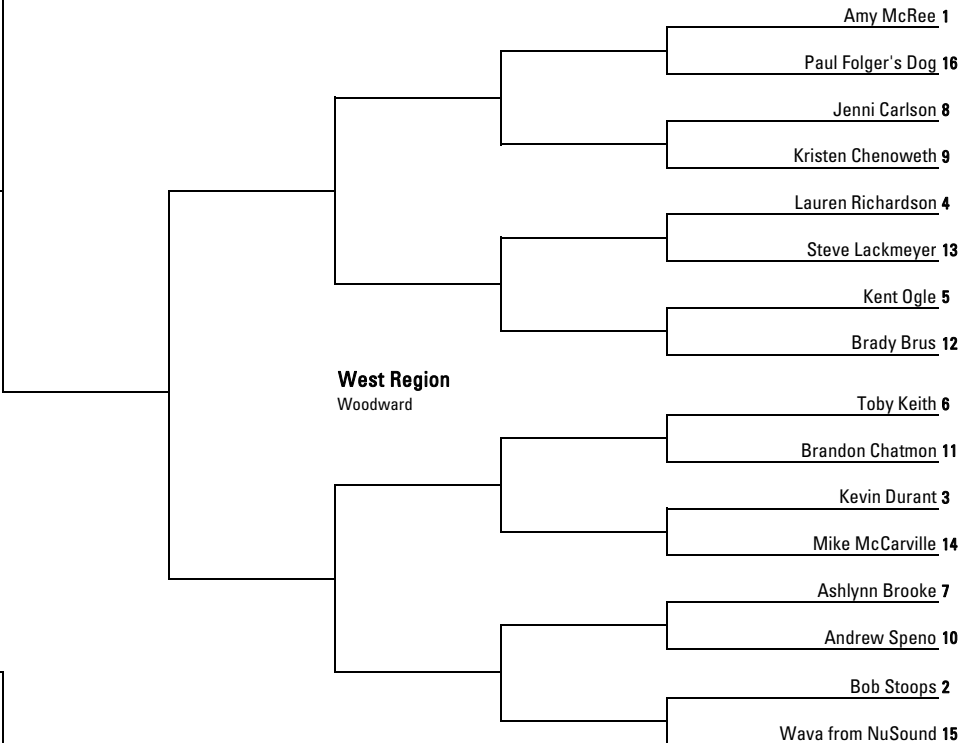 Amy McRee 1
Paul Folger's Dog 16
Jenni Carlson 8
Kristen Chenoweth 9
Lauren Richardson 4
Steve Lackmeyer 13
Kent Ogle 5
Brady Brus 12
West Region
Woodward
Toby Keith 6
Brandon Chatmon 11
Kevin Durant 3
Mike McCarville 14
Ashlynn Brooke 7
Andrew Speno 10
Bob Stoops 2
Wava from NuSound 15